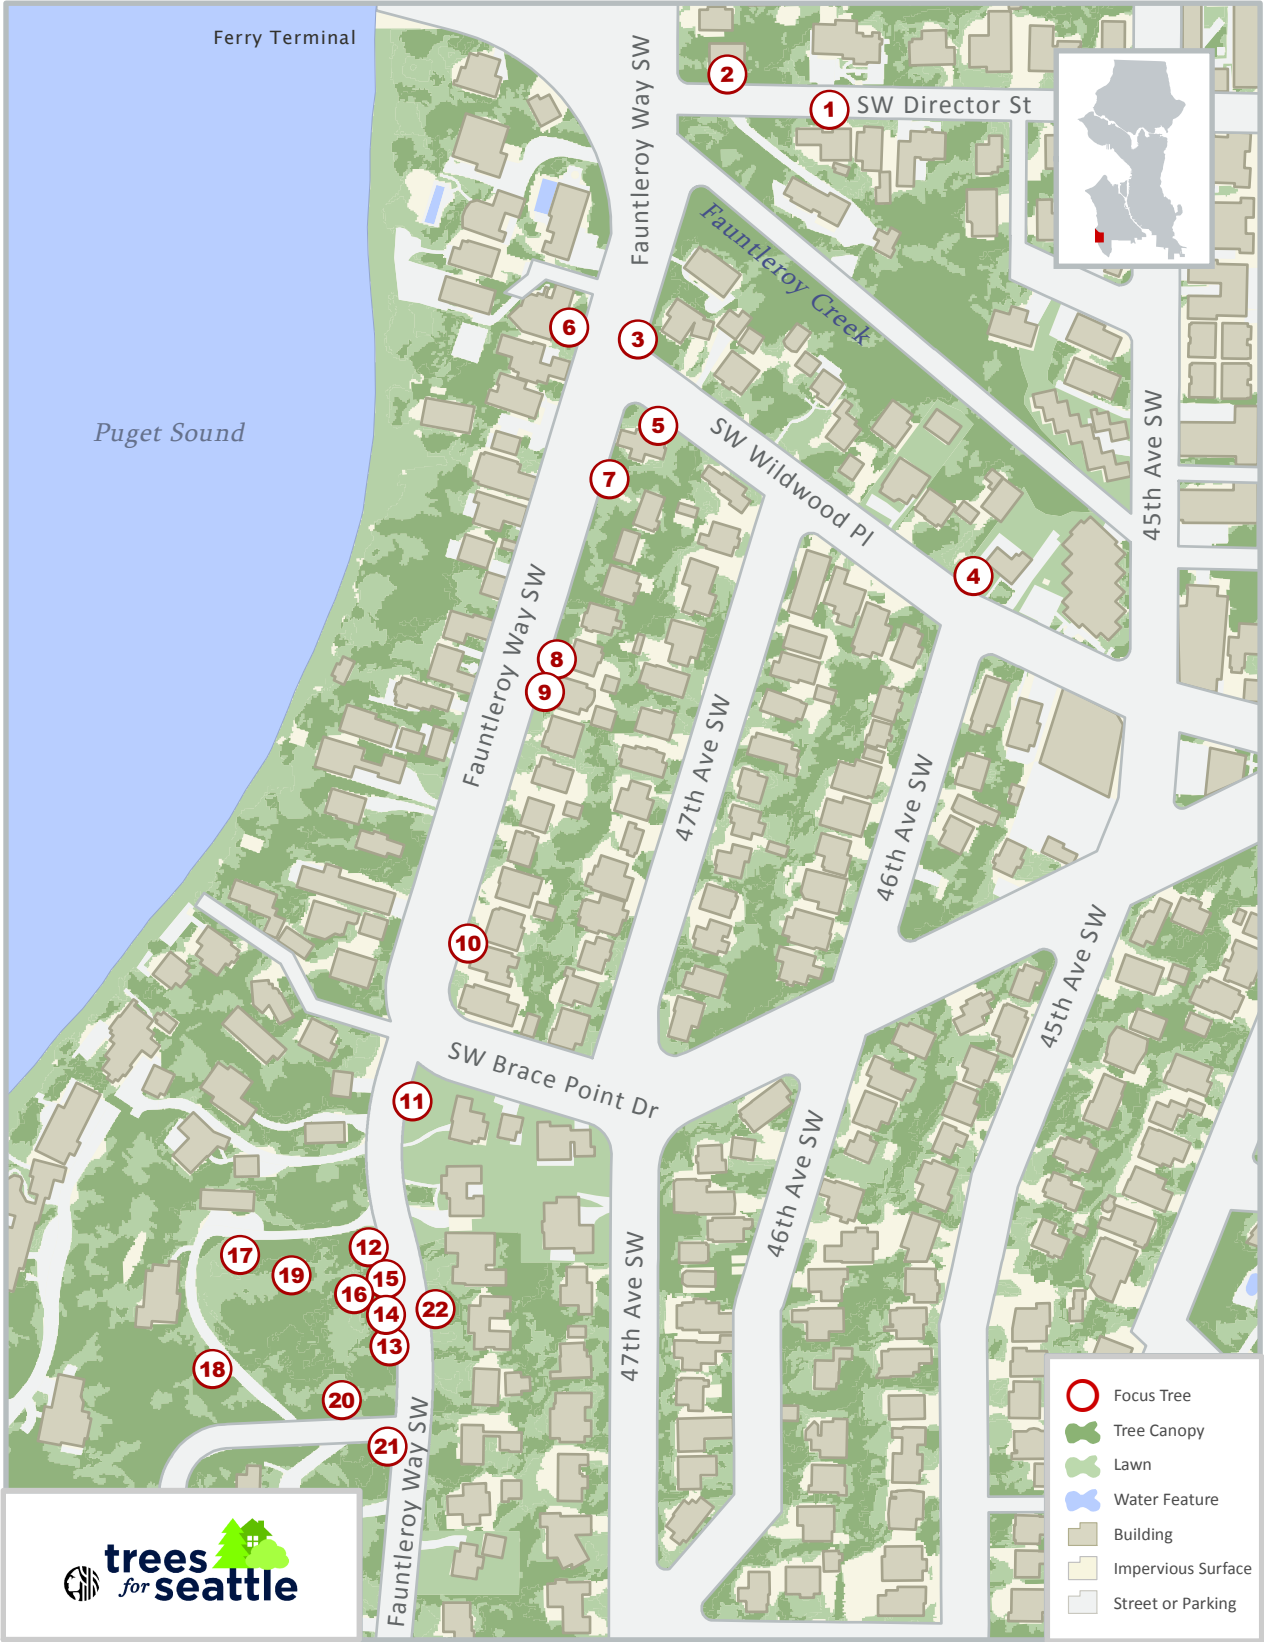 Ferry Terminal
Fauntleroy Way SW
2
1
SW Director St
Fauntleroy Creek
6
3
Puget Sound
5
SW Wildwood Pl
45th Ave SW
7
4
Fauntleroy Way SW
8
9
47th Ave SW
46th Ave SW
10
45th Ave SW
SW Brace Point Dr
11
46th Ave SW
12
17
19
15
16
14
22
13
47th Ave SW
18
20
21
Fauntleroy Way SW
Focus Tree
Tree Canopy
Lawn
Water Feature
Building
Impervious Surface
Street or Parking
trees
for seattle